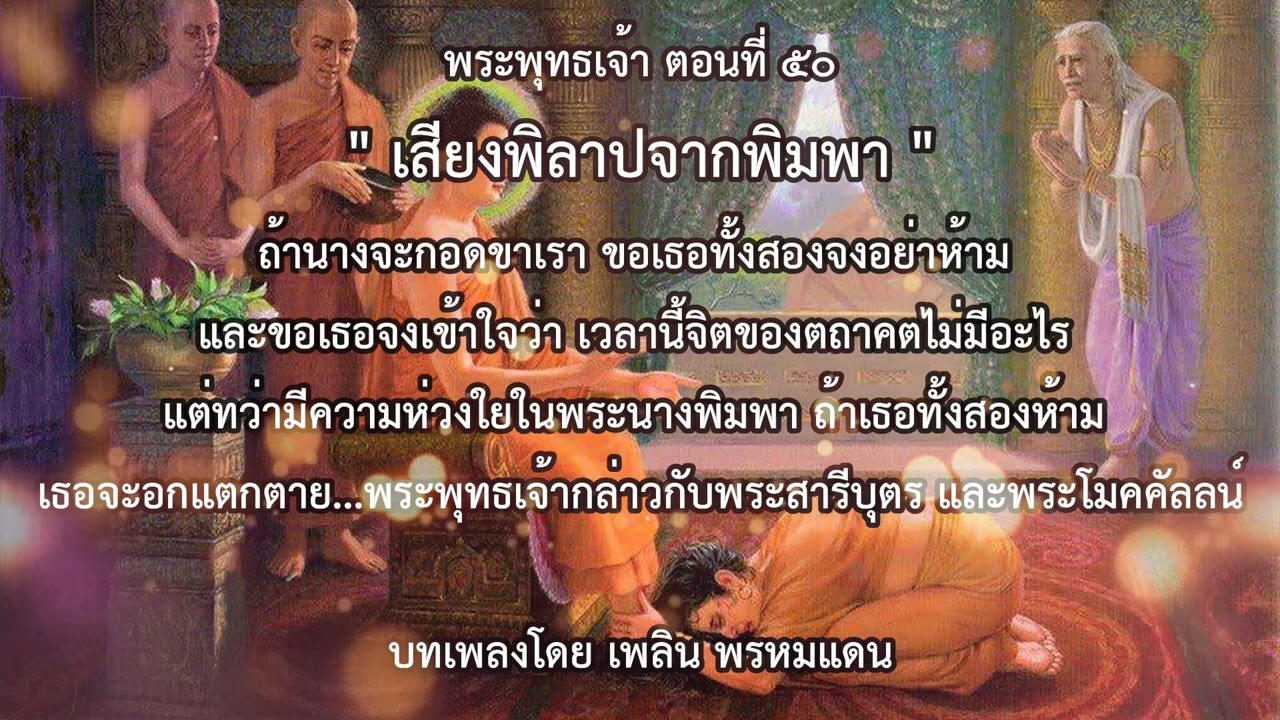 พระพุทธเจ้า ตอนที่ ๕๐
" เสียงพิลาปจากพิมพา "
ถ้านางจะกอดขาเรา ขอเธอทั้งสองจงอย่าห้าม
และขอเธอจงเข้าใจว่า เวลานี้จิตของตถาคตไม่มีอะไร
แต่ทว่ามีความห่วงใยในพระนางพิมพา ถ้าเธอทั้งสองห้าม
เธอจะอกแตกตาย...พระพุทธเจ้ากล่าวกับพระสารีบุตร และพระโมคคัลลน์
บทเพลงโดย เพลิน พรหมแดน